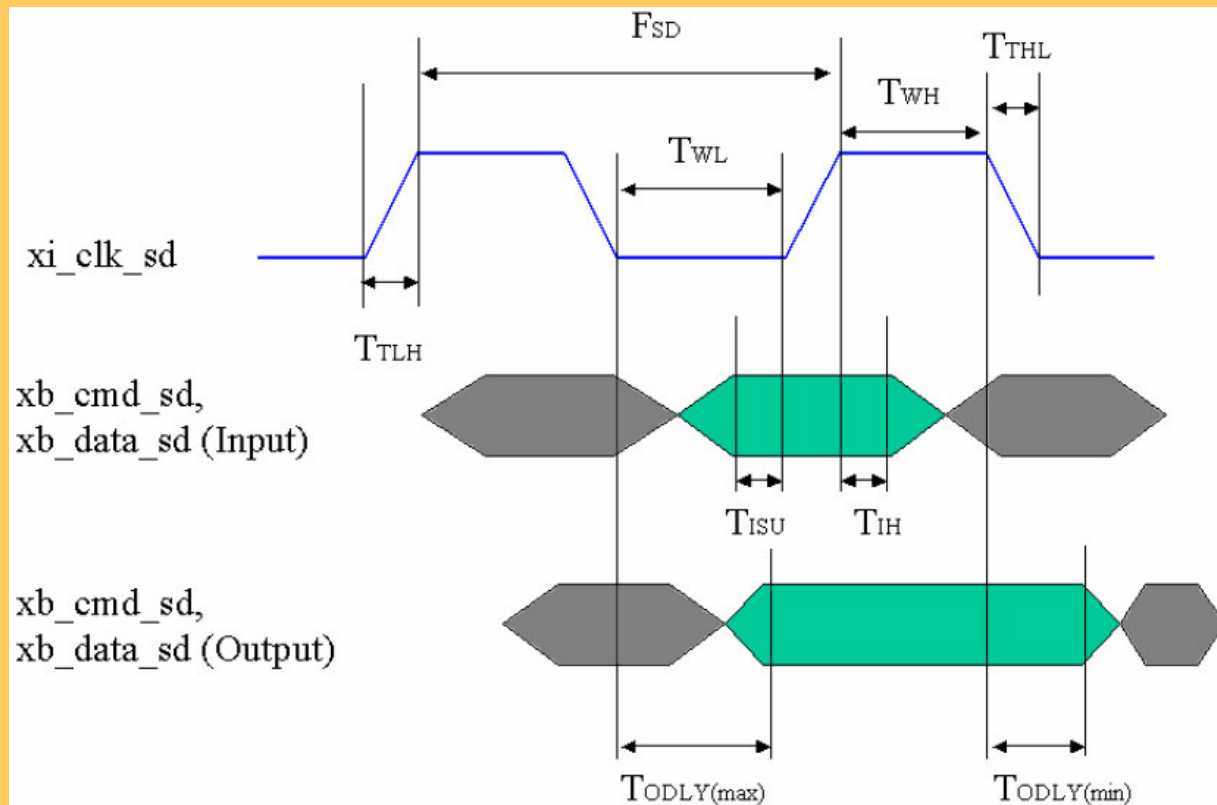 FSD
TTHL
TWH
TWL
xi_clk_sd
TTLH
xb_cmd_sd,
xb_data_sd (Input)
TISU
TIH
xb_cmd_sd,
xb_data_sd (Output)
TODLY(max)
TODLY(min)